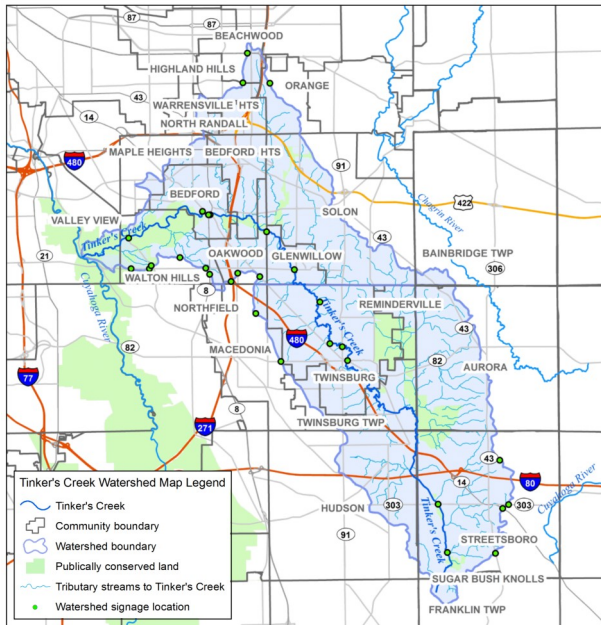 87
87
BEACHWOOD
HIGHLAND HILLS
ORANGE
43
WARRENSVILLE HTS
14
NORTH RANDALL
MAPLE HEIGHTS
BEDFORD HTS
480
91
BEDFORD
422
Chagrin River
SOLON
VALLEY VIEW
Tinker's Creek
43
21
OAKWOOD
GLENWILLOW
BAINBRIDGE TWP
306
WALTON HILLS
8
Cuyahoga River
NORTHFIELD
REMINDERVILLE
Tinker's Creek
480
43
82
MACEDONIA
82
AURORA
77
TWINSBURG
8
TWINSBURG TWP
271
43
Tinker's Creek Watershed Map Legend
Tinker's Creek
Community boundary
Watershed boundary
Publically conserved land
Tributary streams to Tinker's Creek
Watershed signage location
14
80
303
303
HUDSON
Cuyahoga River
91
Tinker's Creek
STREETSBORO
SUGAR BUSH KNOLLS
FRANKLIN TWP